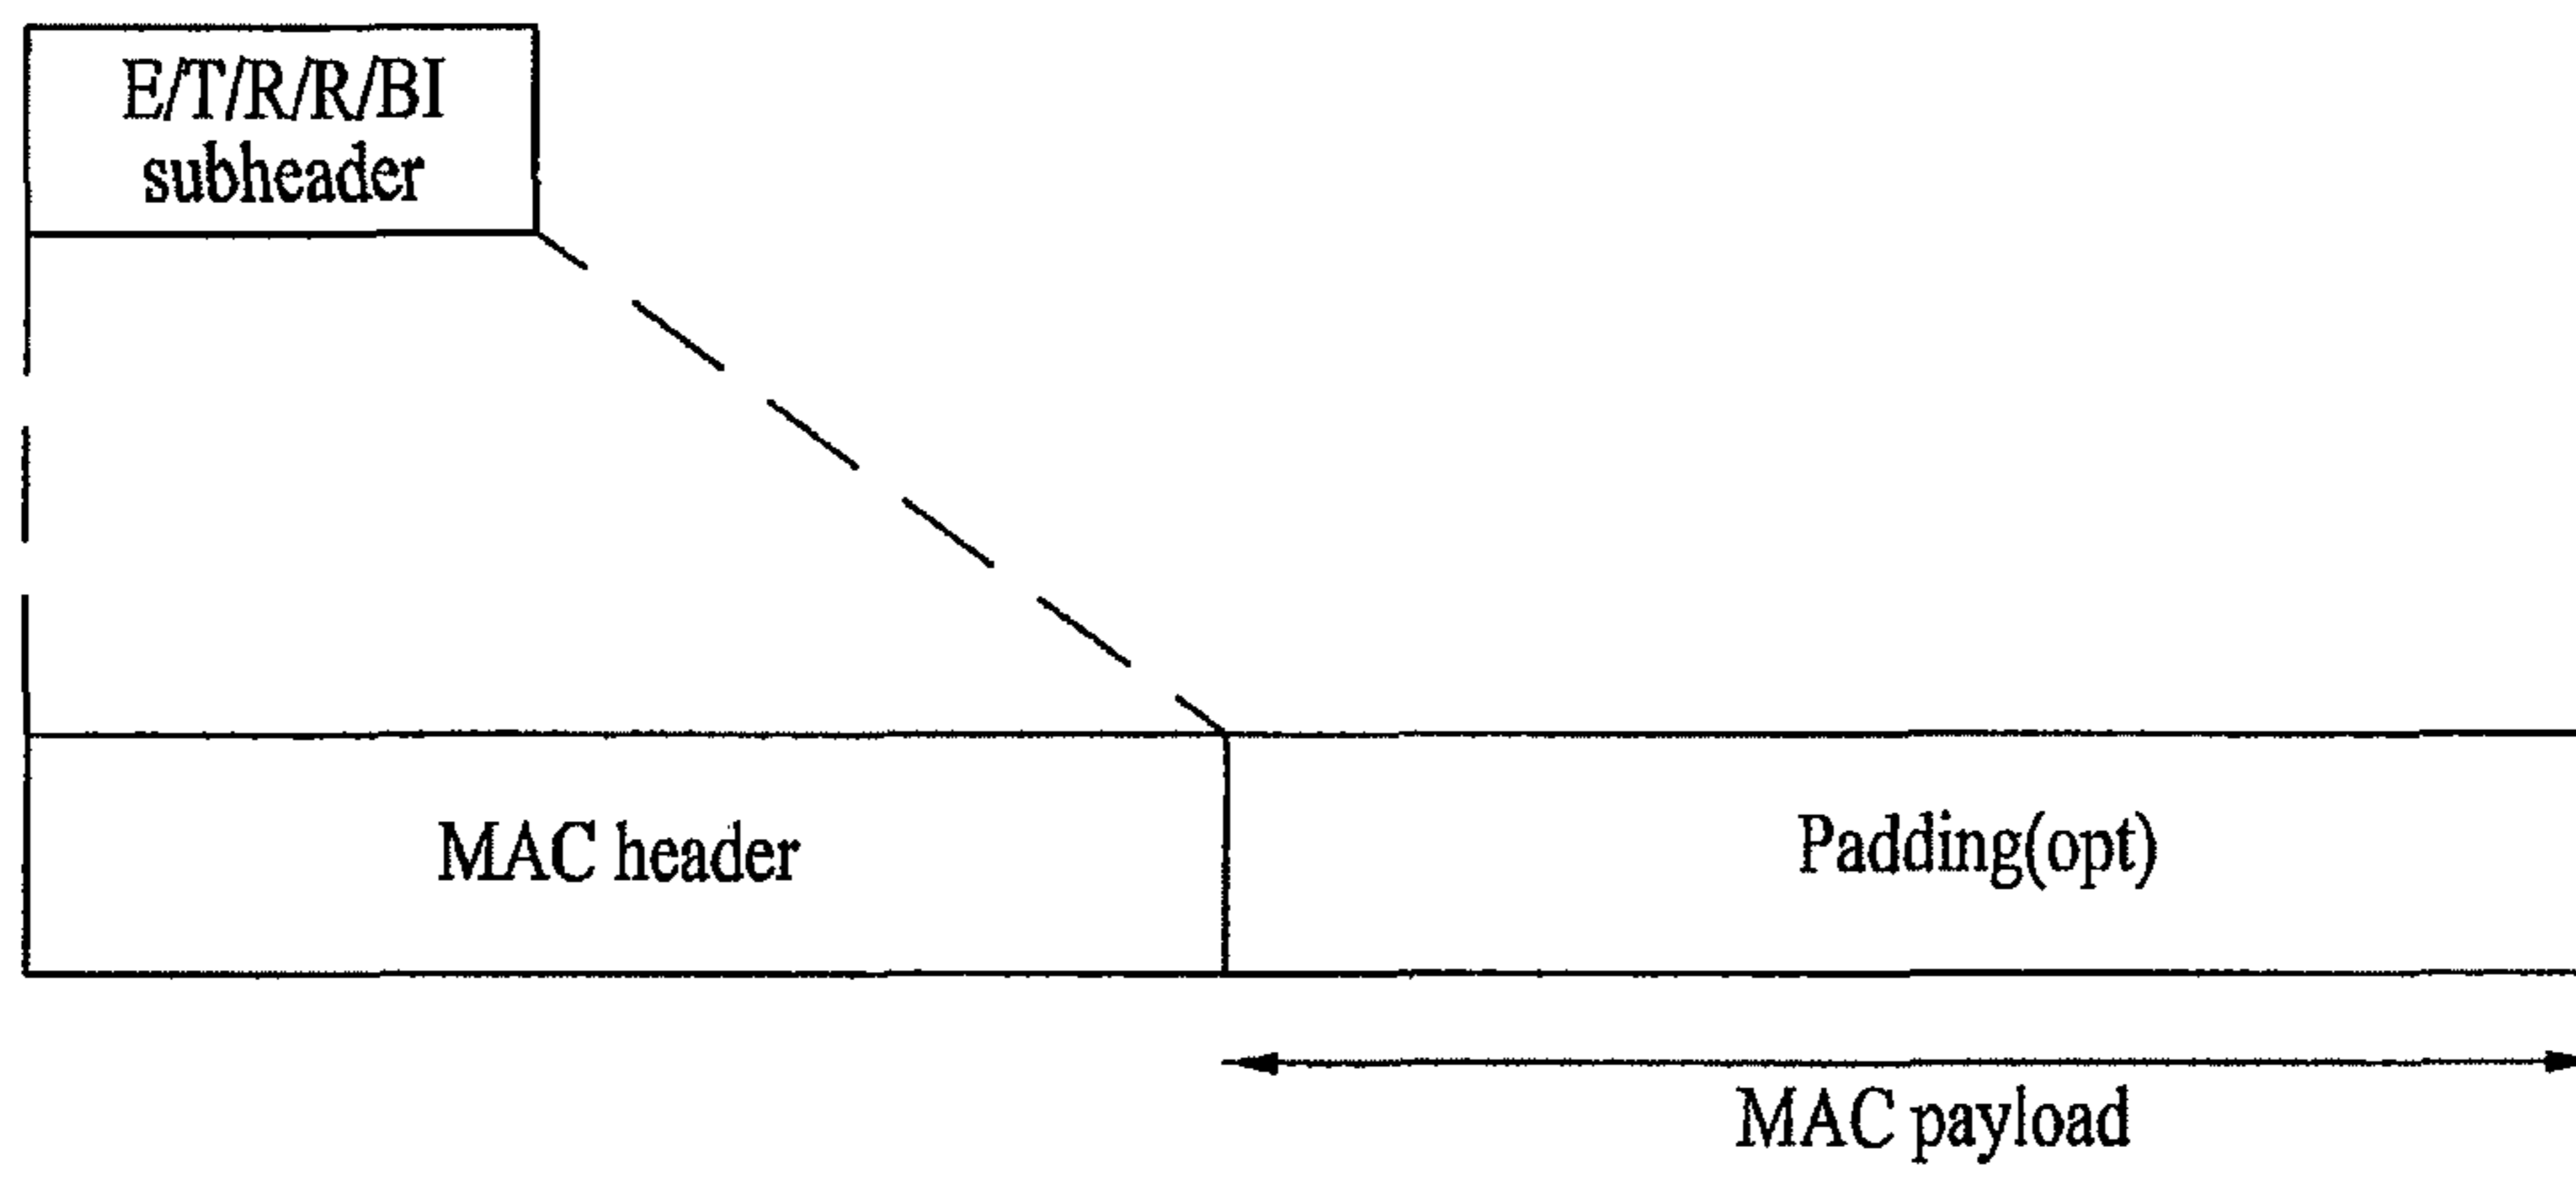 E/T/R/R/BI
subheader
MAC header
Padding(opt)
MAC payload